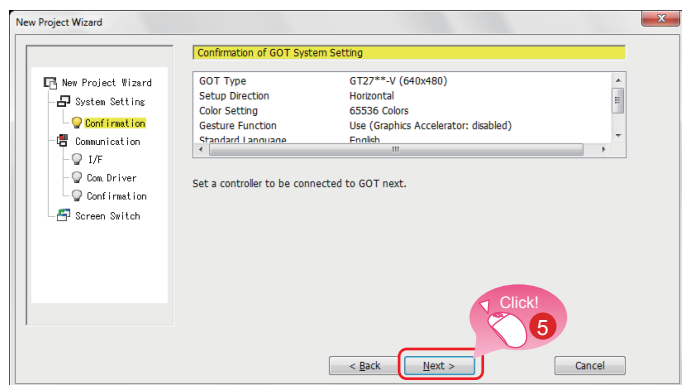 New Project Wizard
Confirmation of GOT System Setting
New Project Wizard
System Setting
Confirmation
Communication
I/F
Com. Driver
Confirmation
Screen Switch
GOT Type GT27**-V (640x480)
Setup Direction Horizontal
Color Setting 65536 Colors
Gesture Function Use (Graphics Accelerator: disabled)
Standard Language English
Set a controller to be connected to GOT next.
Click!
5
< Back Next > Cancel